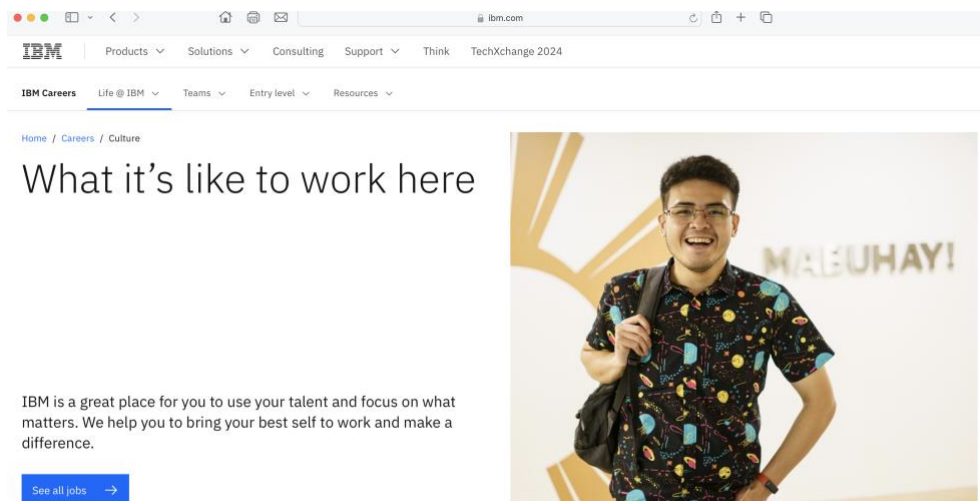 ibm.com
IBM Products Solutions Consulting Support Think TechXchange 2024
IBM Careers Life @ IBM Teams Entry level Resources
Home / Careers / Culture
What it’s like to work here
MABUHAY!
IBM is a great place for you to use your talent and focus on what
matters. We help you to bring your best self to work and make a
difference.
See all jobs →